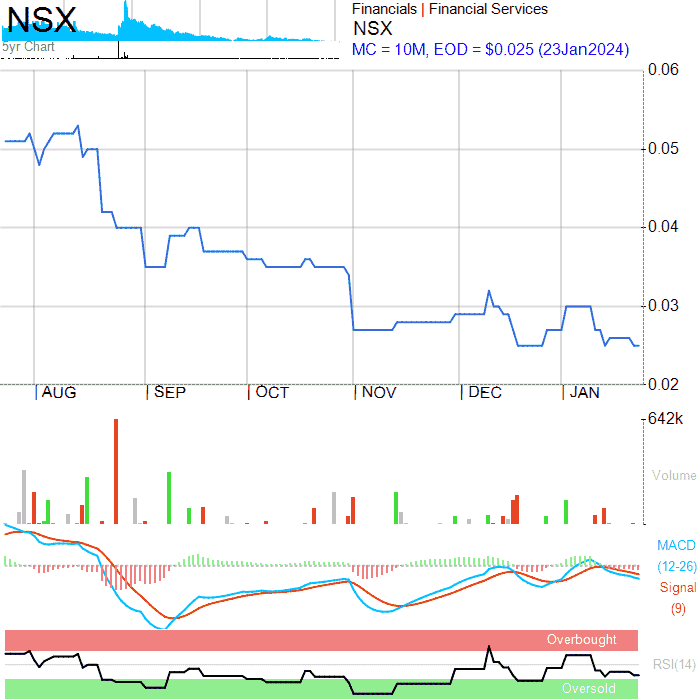 NSX
5yr Chart
Financials | Financial Services
NSX
MC = 10M, EOD = $0.025 (23Jan2024)
0.06
0.05
0.04
0.03
0.02
AUG SEP OCT NOV DEC JAN
642k
Volume
MACD
(12-26)
Signal
(9)
Overbought
RSI(14)
Oversold